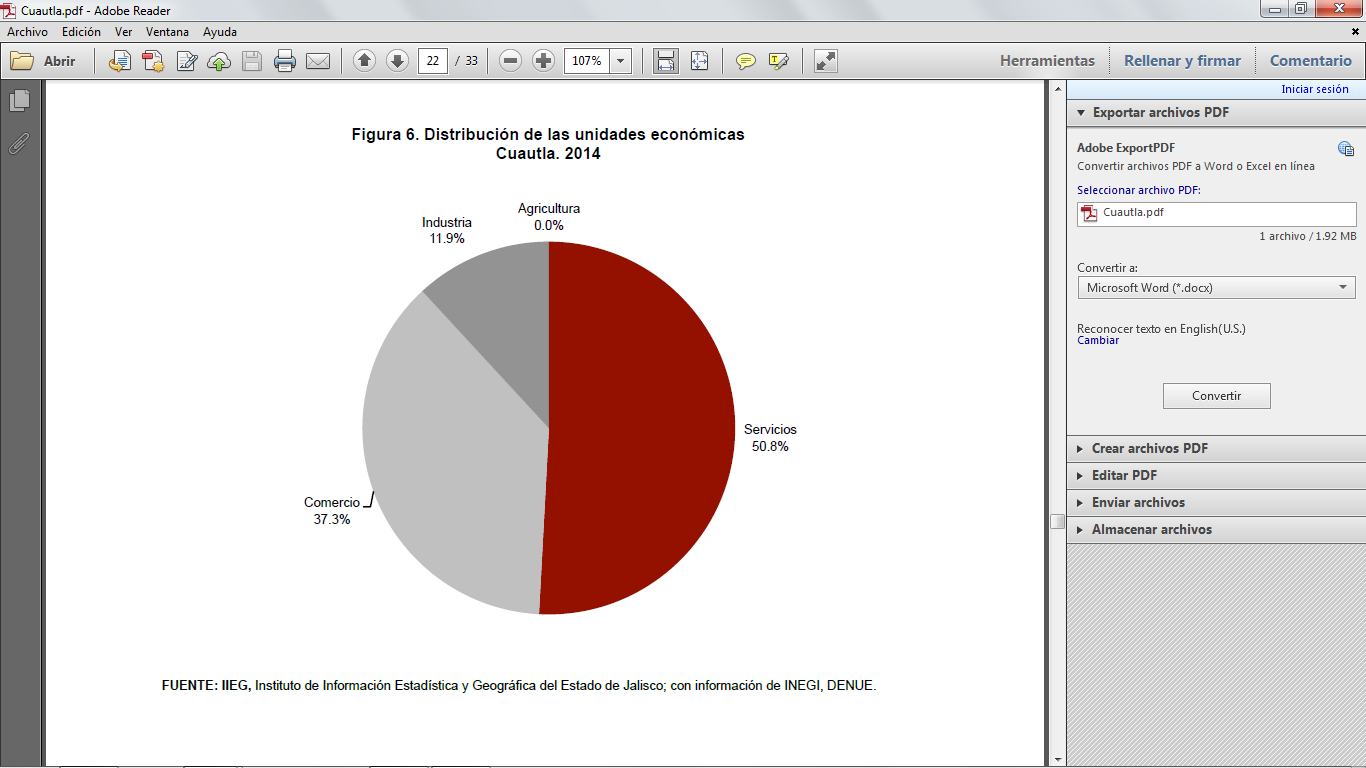 Cuautla.pdf - Adobe Reader
Archivo Edición Ver Ventana Ayuda
Abrir 22 / 33 107% Herramientas Rellenar y firmar Comentario
Figura 6. Distribución de las unidades económicas
Cuautla. 2014
Agricultura
0.0%
Industria
11.9%
Servicios
50.8%
Comercio
37.3%
FUENTE: IIEG, Instituto de Información Estadística y Geográfica del Estado de Jalisco; con información de INEGI, DENUE.
Iniciar sesión
Exportar archivos PDF
Adobe ExportPDF
Convertir archivos PDF a Word o Excel en línea
Seleccionar archivo PDF:
Cuautla.pdf
1 archivo / 1.92 MB
Convertir a:
Microsoft Word (*.docx)
Reconocer texto en English(U.S.)
Cambiar
Convertir
Crear archivos PDF
Editar PDF
Enviar archivos
Almacenar archivos